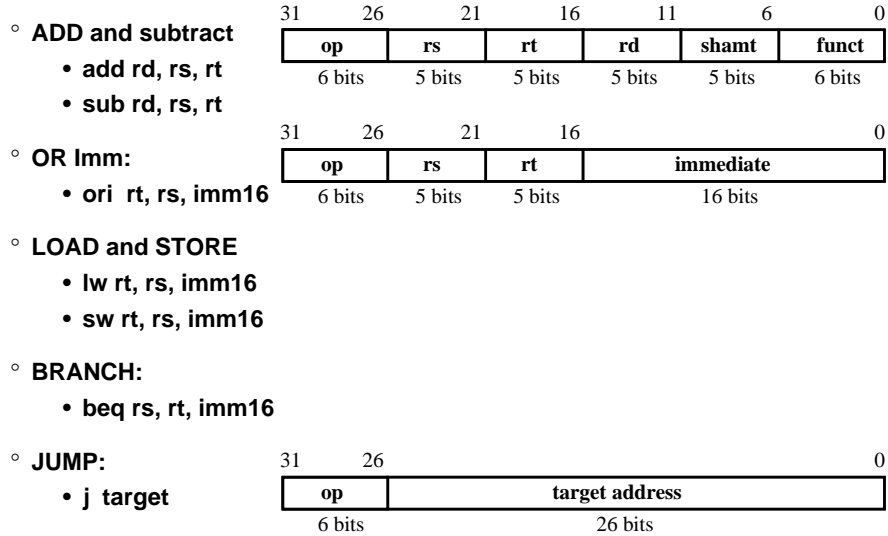 ° ADD and subtract
• add rd, rs, rt
• sub rd, rs, rt
31 26 21 16 11 6 0
op rs rt rd shamt funct
6 bits 5 bits 5 bits 5 bits 5 bits 6 bits
° OR Imm:
• ori rt, rs, imm16
31 26 21 16 0
op rs rt immediate
6 bits 5 bits 5 bits 16 bits
° LOAD and STORE
• lw rt, rs, imm16
• sw rt, rs, imm16
° BRANCH:
• beq rs, rt, imm16
° JUMP:
• j target
31 26 0
op target address
6 bits 26 bits